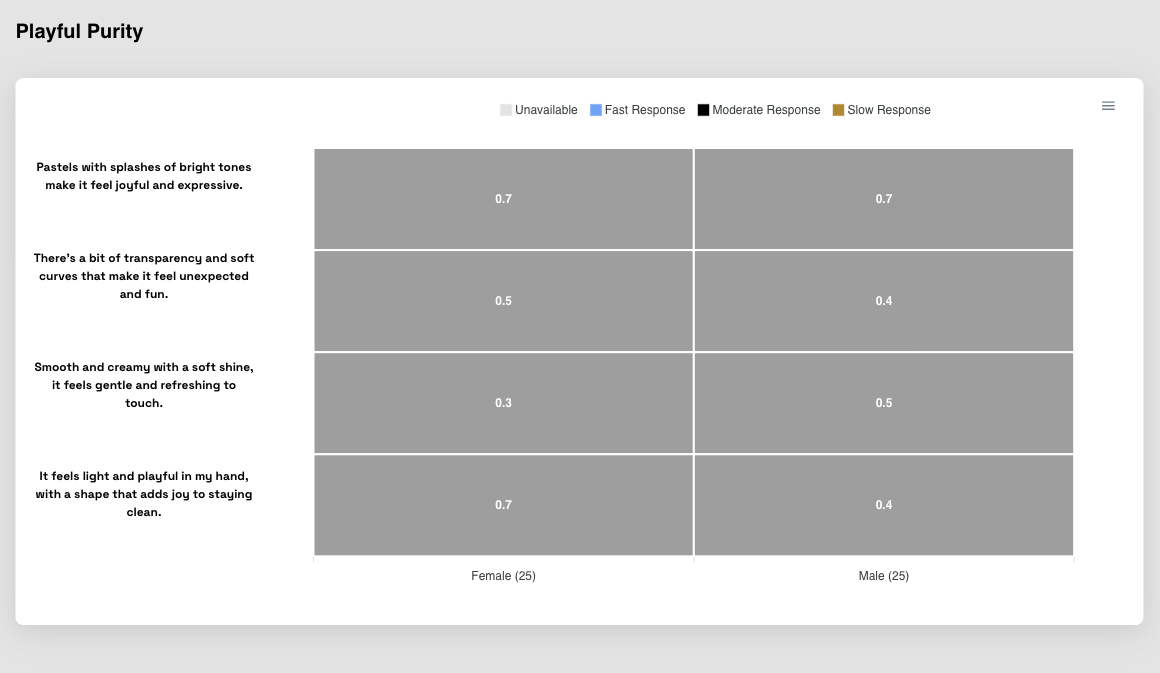 Playful Purity
Unavailable
Fast Response
Moderate Response
Slow Response
Pastels with splashes of bright tones
make it feel joyful and expressive.
0.7
0.7
There's a bit of transparency and soft
curves that make it feel unexpected
and fun.
0.5
0.4
Smooth and creamy with a soft shine,
it feels gentle and refreshing to
touch.
0.3
0.5
It feels light and playful in my hand,
with a shape that adds joy to staying
clean.
0.7
0.4
Female (25)
Male (25)